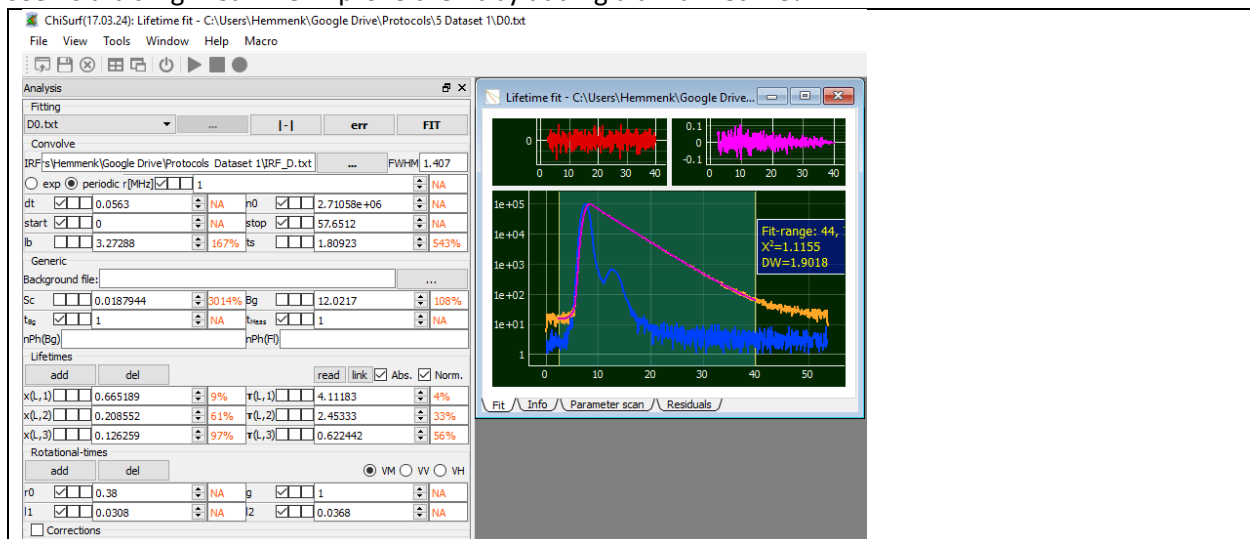 ChiSurf(17.03.24): Lifetime fit - C:\Users\Hemmenk\Google Drive\Protocols\5 Dataset 1\D0.txt
File View Tools Window Help Macro
Analysis
Fitting
D0.txt ... |-| err FIT
Convolve
IRF rs\Hemmenk\Google Drive\Protocols Dataset 1\IRF_D.txt ... FWHM 1.407
exp periodic r[MHz] 1 NA
dt 0.0563 NA n0 2.71058e+06 NA
start 0 NA stop 57.6512 NA
lb 3.27288 167% ts 1.80923 543%
Generic
Background file: ...
Sc 0.0187944 3014% Bg 12.0217 108%
tBg 1 NA tMeas 1 NA
nPh(Bg) nPh(Fl)
Lifetimes
add del read link Abs. Norm.
x(L,1) 0.665189 9% τ(L,1) 4.11183 4%
x(L,2) 0.208552 61% τ(L,2) 2.45333 33%
x(L,3) 0.126259 97% τ(L,3) 0.622442 56%
Rotational-times
add del VM VV VH
r0 0.38 NA g 1 NA
l1 0.0308 NA l2 0.0368 NA
Corrections
Lifetime fit - C:\Users\Hemmenk\Google Drive...
0
0 10 20 30 40
0.1
0
-0.1
0 10 20 30 40
1e+05
1e+04
1e+03
1e+02
1e+01
1
Fit-range: 44,
X²=1.1155
DW=1.9018
0 10 20 30 40 50
Fit Info Parameter scan Residuals